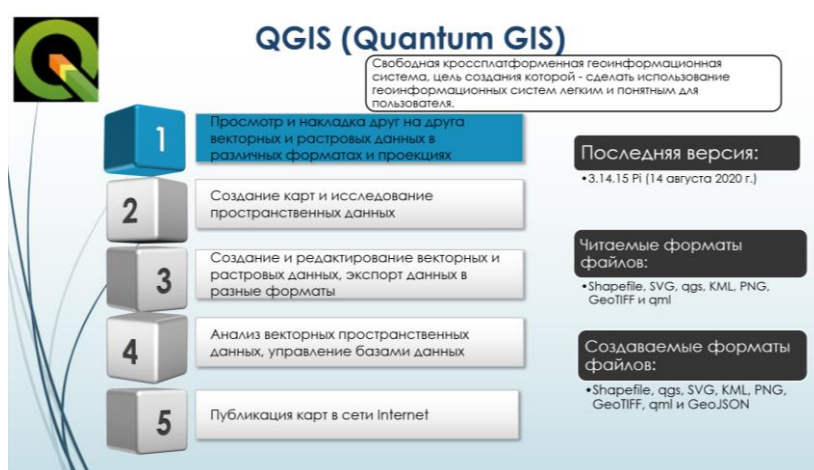 QGIS (Quantum GIS)
Свободная кроссплатформенная геоинформационная
система, цель создания которой - сделать использование
геоинформационных систем легким и понятным для
пользователя.
1
Просмотр и накладка друг на друга
векторных и растровых данных в
различных форматах и проекциях
2
Создание карт и исследование
пространственных данных
3
Создание и редактирование векторных и
растровых данных, экспорт данных в
разные форматы
4
Анализ векторных пространственных
данных, управление базами данных
5
Публикация карт в сети Internet
Последняя версия:
•3.14.15 Pi (14 августа 2020 г.)
Читаемые форматы
файлов:
•Shapefile, SVG, qgs, KML, PNG,
GeoTIFF и qml
Создаваемые форматы
файлов:
•Shapefile, qgs, SVG, KML, PNG,
GeoTIFF, qml и GeoJSON